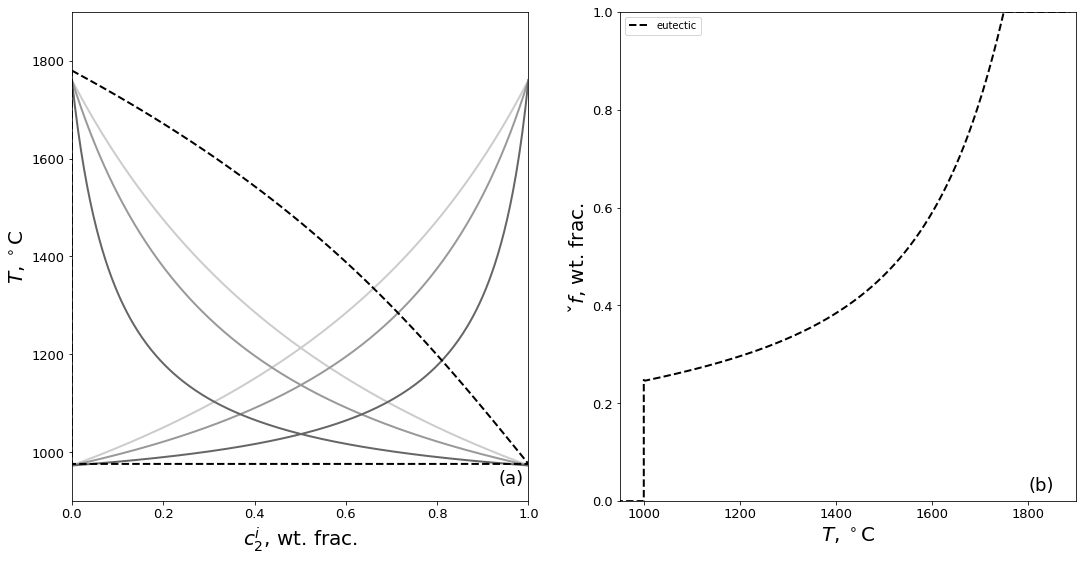 1800
1600
1400
1200
1000
T, °C
0.0 0.2 0.4 0.6 0.8 1.0
c₂ⁱ, wt. frac.
(a)
eutectic
1.0
0.8
0.6
0.4
0.2
0.0
f̌, wt. frac.
1000 1200 1400 1600 1800
T, °C
(b)